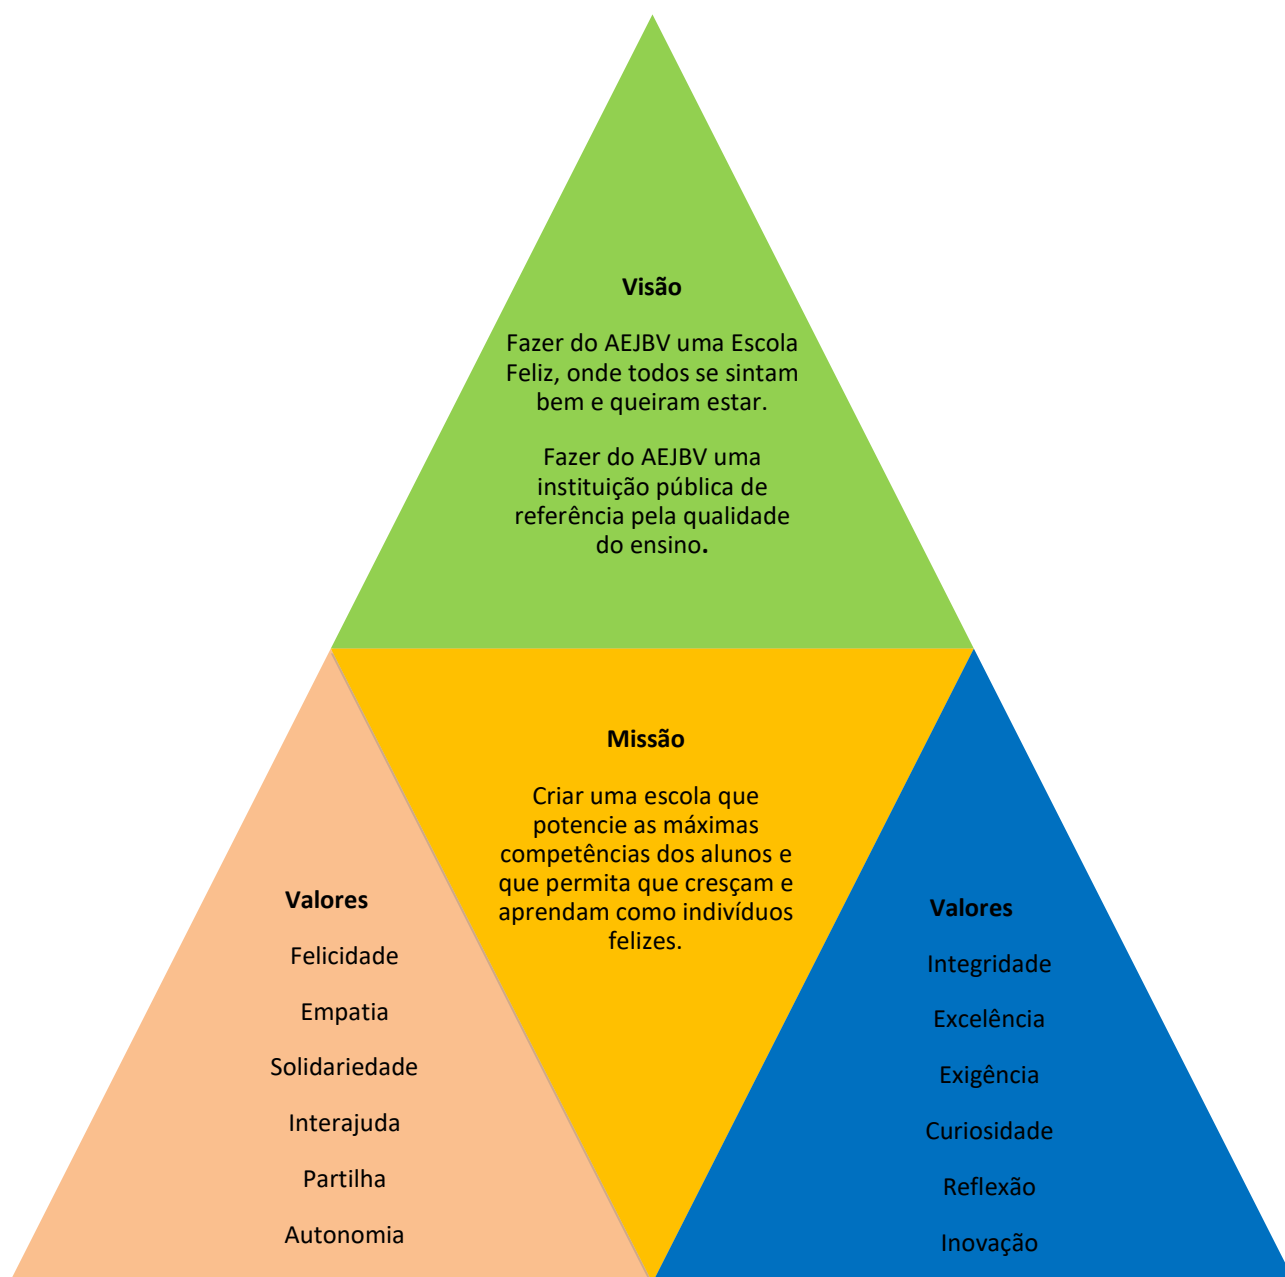 Visão
Fazer do AEJBV uma Escola
Feliz, onde todos se sintam
bem e queiram estar.
Fazer do AEJBV uma
instituição pública de
referência pela qualidade
do ensino.
Missão
Criar uma escola que
potencie as máximas
competências dos alunos e
que permita que cresçam e
aprendam como indivíduos
felizes.
Valores
Felicidade
Empatia
Solidariedade
Interajuda
Partilha
Autonomia
Valores
Integridade
Excelência
Exigência
Curiosidade
Reflexão
Inovação